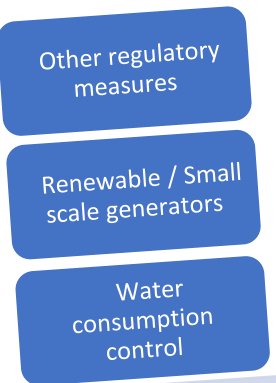 Other regulatory
measures
Renewable / Small
scale generators
Water
consumption
control